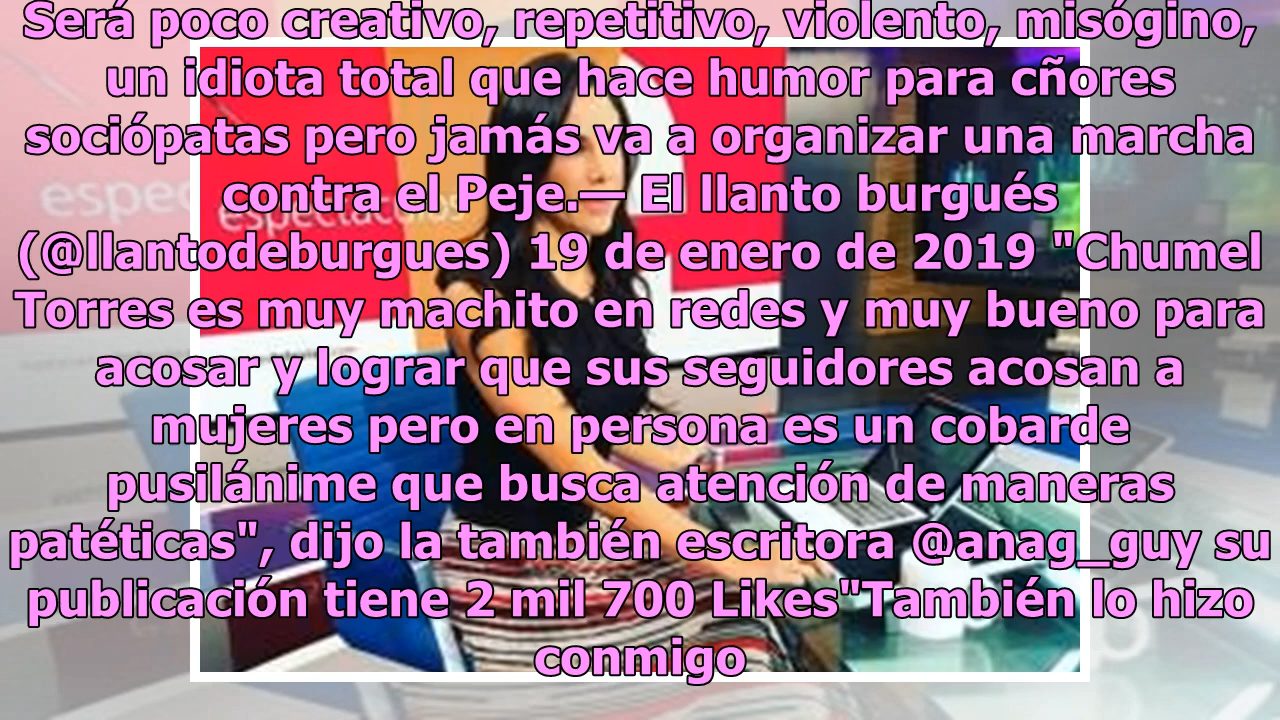 Será poco creativo, repetitivo, violento, misógino,
un idiota total que hace humor para cñores
sociópatas pero jamás va a organizar una marcha
contra el Peje.— El llanto burgués
(@llantodeburgues) 19 de enero de 2019 "Chumel
Torres es muy machito en redes y muy bueno para
acosar y lograr que sus seguidores acosan a
mujeres pero en persona es un cobarde
pusilánime que busca atención de maneras
patéticas", dijo la también escritora @anag_guy su
publicación tiene 2 mil 700 Likes"También lo hizo
conmigo
espectáculos